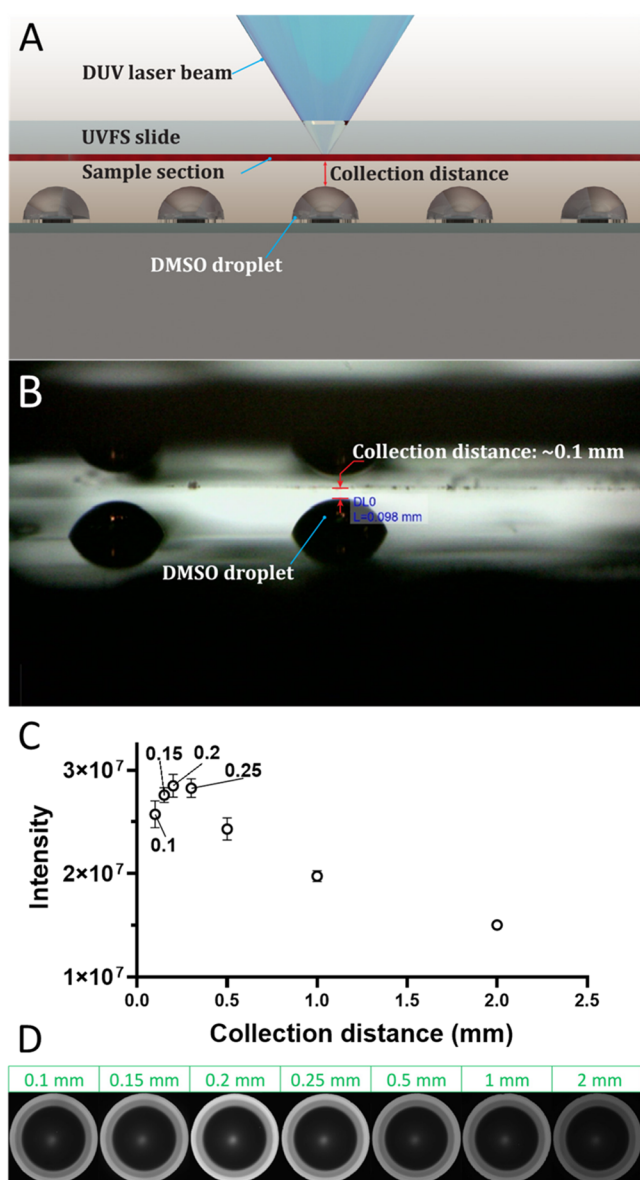 A
DUV laser beam
UVFS slide
Sample section
Collection distance
DMSO droplet
B
Collection distance: ~0.1 mm
DL0
L=0.098 mm
DMSO droplet
C
3×10⁷
2×10⁷
1×10⁷
Intensity
0.15
0.2
0.25
0.1
0.0 0.5 1.0 1.5 2.0 2.5
Collection distance (mm)
D
0.1 mm 0.15 mm 0.2 mm 0.25 mm 0.5 mm 1 mm 2 mm